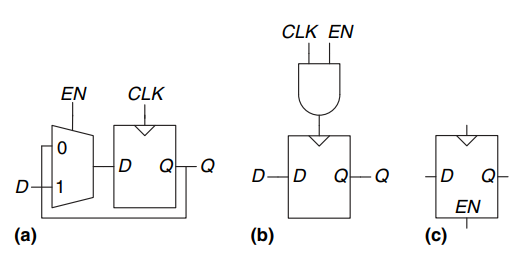 CLK EN
EN CLK
0
D 1 D Q Q
D D Q Q
D Q
EN
(a) (b) (c)